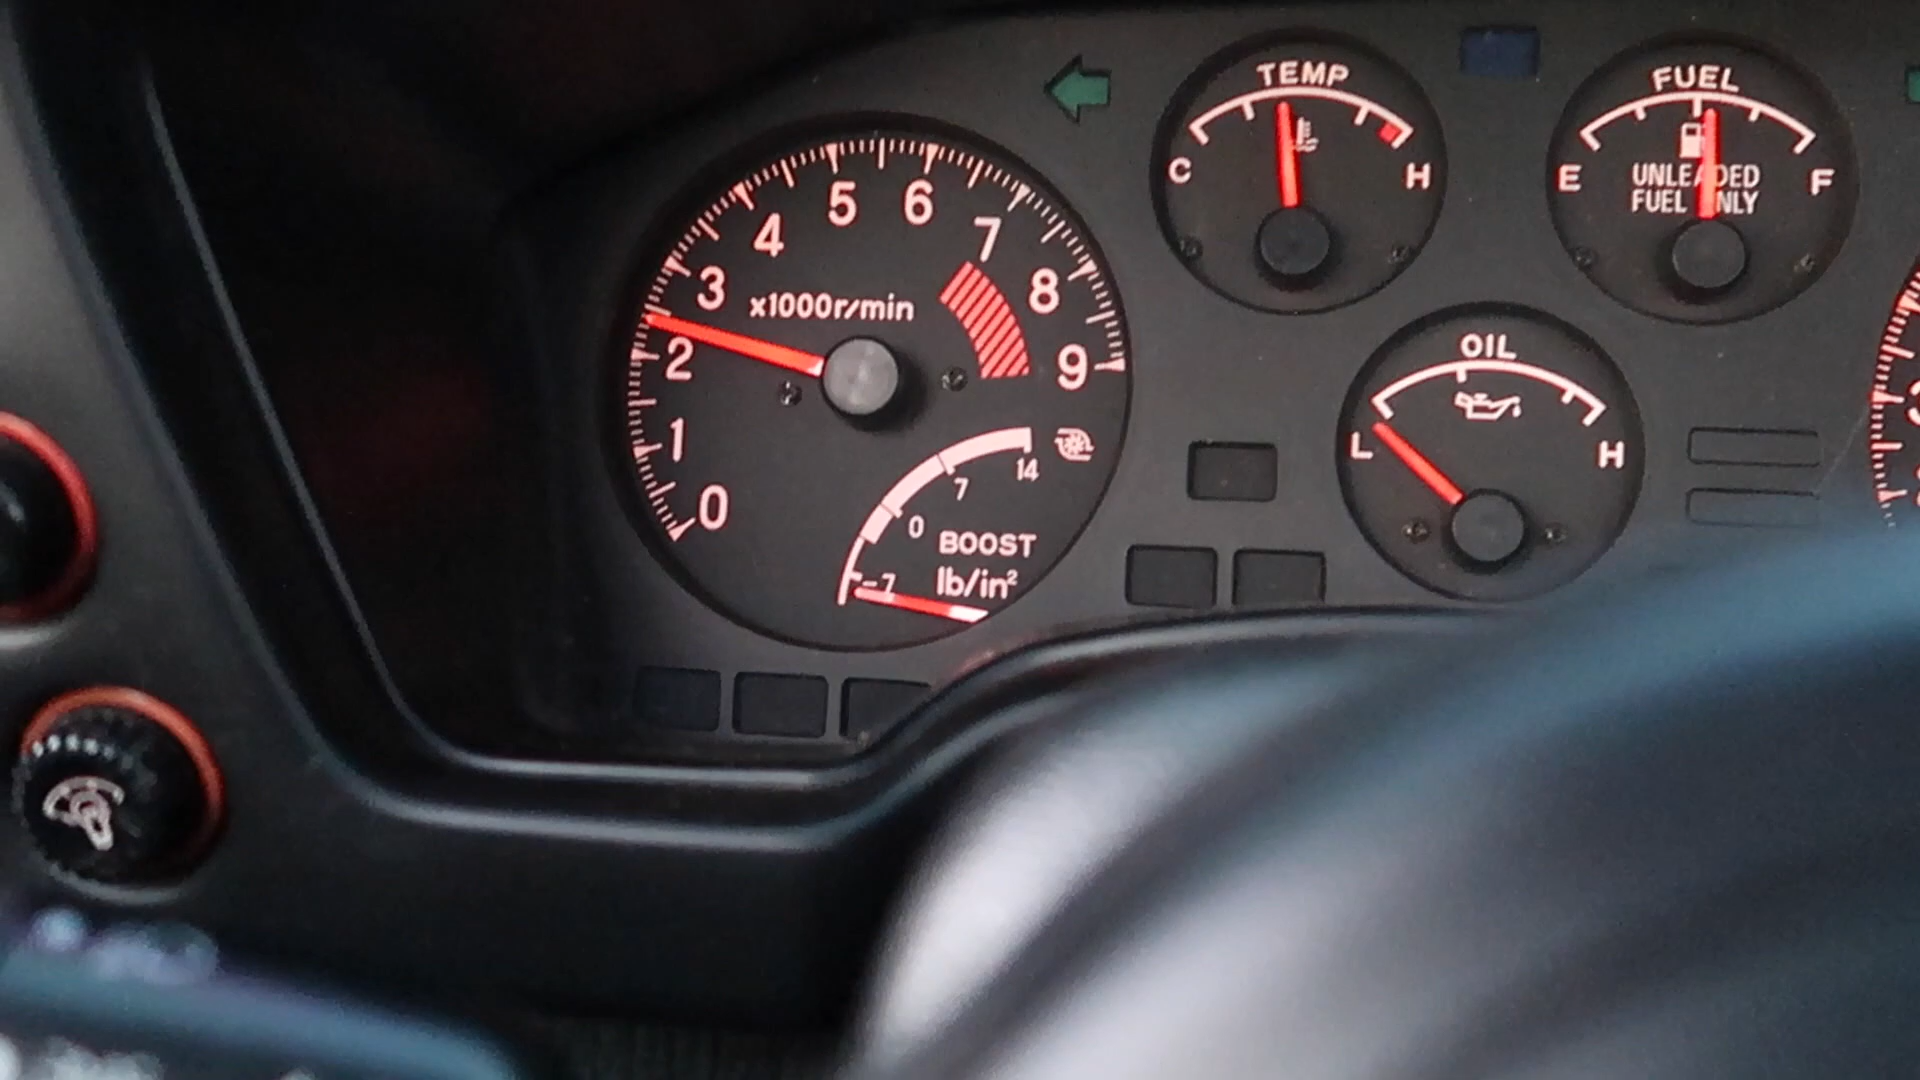 TEMP
C
H
FUEL
E
F
UNLEADED
FUEL ONLY
0
1
2
3
4
5
6
7
8
9
x1000r/min
14
7
0
-7
BOOST
lb/in²
OIL
L
H